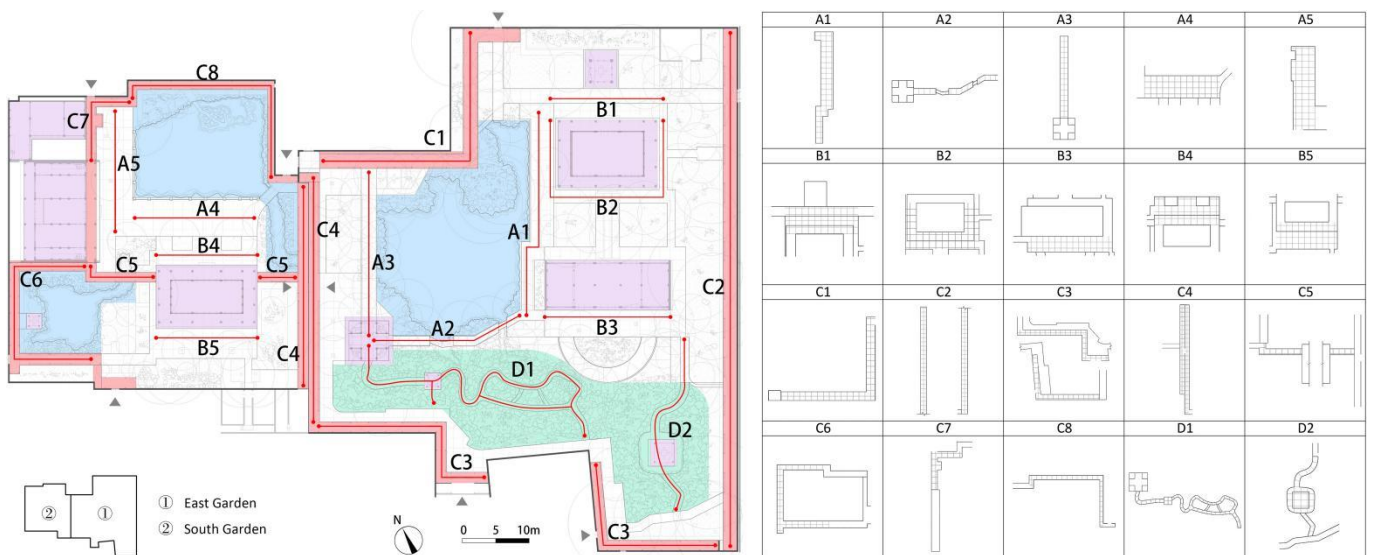 C8
C7
A5
A4
B4
C5
C5
C6
B5
C4
C4
C1
B1
B2
A1
A3
C2
B3
A2
D1
D2
C3
C3
① East Garden
② South Garden
② ①
N
0 5 10m
A1 A2 A3 A4 A5
B1 B2 B3 B4 B5
C1 C2 C3 C4 C5
C6 C7 C8 D1 D2